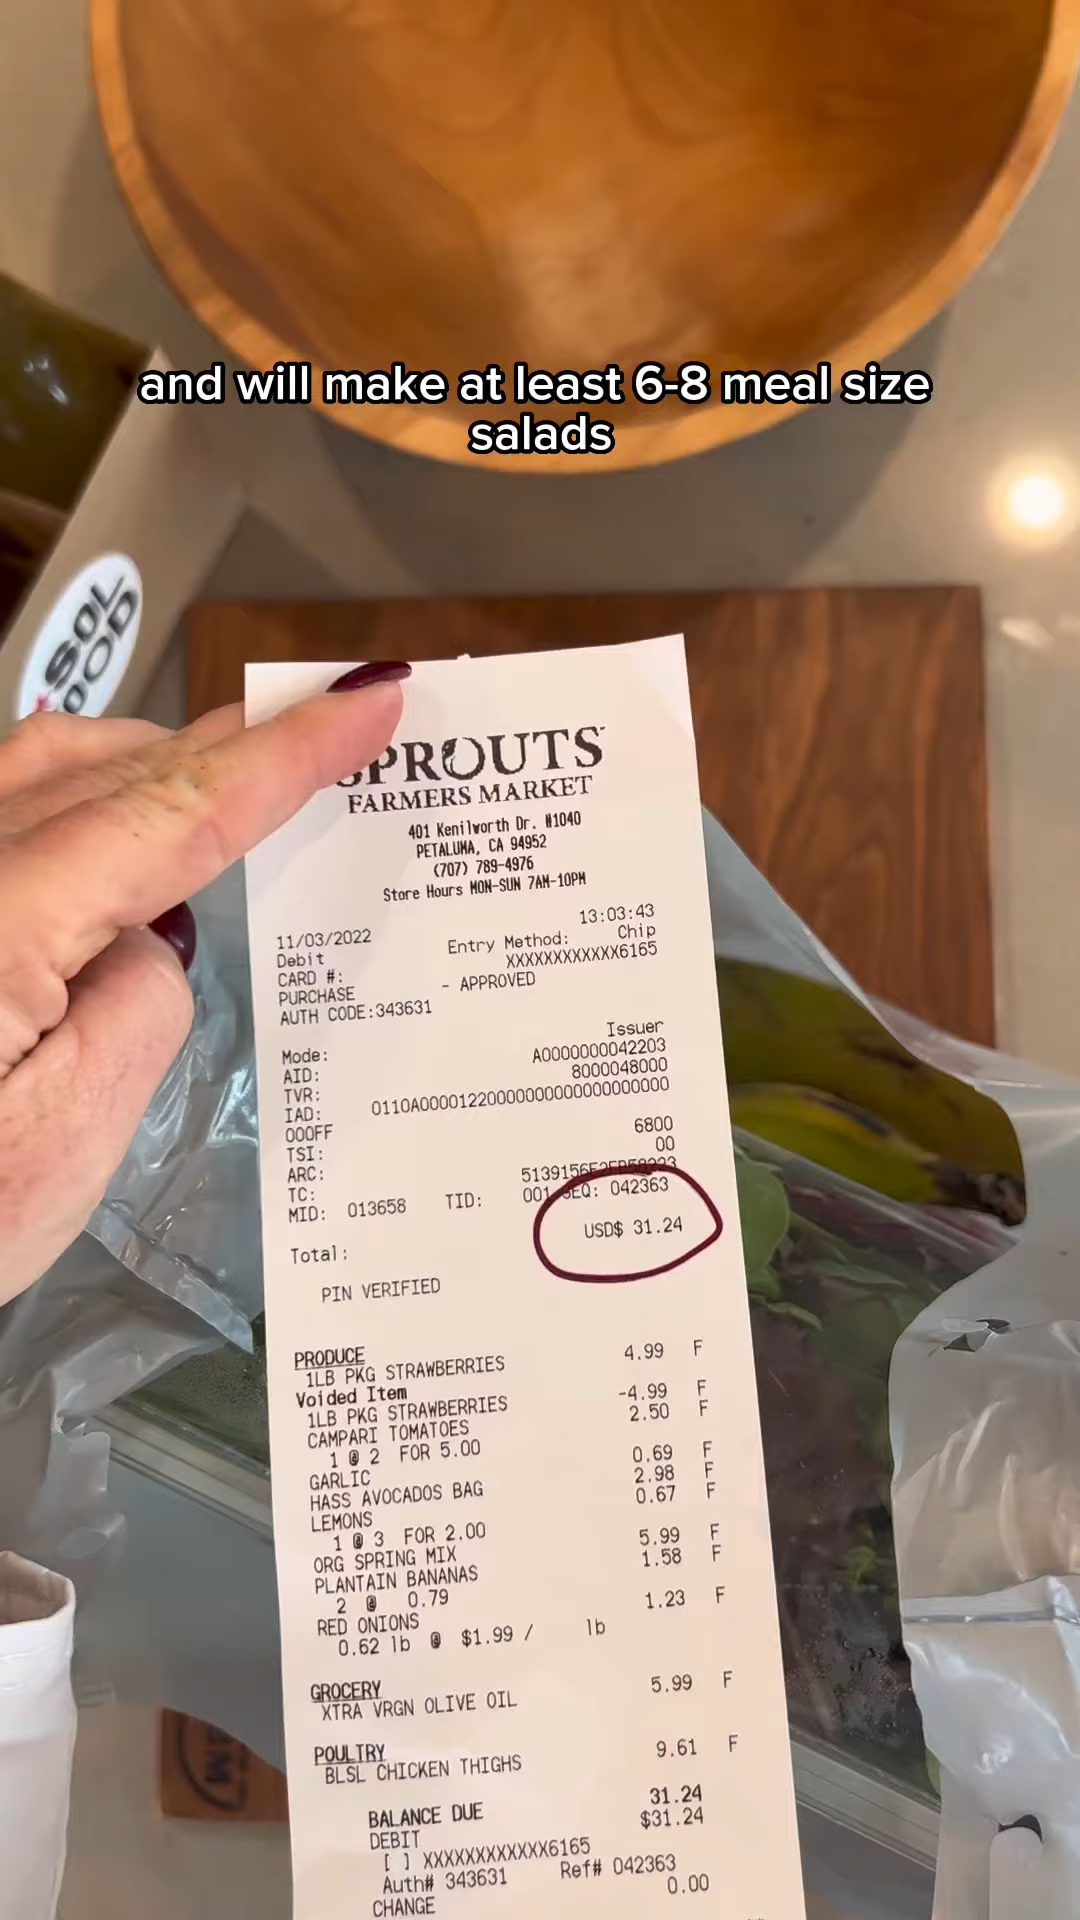 and will make at least 6-8 meal size
salads
SOL
FOOD
SPROUTS
FARMERS MARKET
401 Kenilworth Dr. #1040
PETALUMA, CA 94952
(707) 789-4976
Store Hours MON-SUN 7AM-10PM
13:03:43
11/03/2022
Debit Entry Method: Chip
CARD #: XXXXXXXXXXXX6165
PURCHASE - APPROVED
AUTH CODE:343631
Mode: Issuer
AID: A0000000042203
TVR: 8000048000
IAD:
000FF
TSI: 6800
ARC: 00
TC:
MID: 013658 TID: 001 SEQ: 042363
Total: USD$ 31.24
PIN VERIFIED
PRODUCE
1LB PKG STRAWBERRIES 4.99 F
Voided Item
1LB PKG STRAWBERRIES -4.99 F
CAMPARI TOMATOES 2.50 F
1 @ 2 FOR 5.00
GARLIC 0.69 F
HASS AVOCADOS BAG 2.98 F
LEMONS 0.67 F
1 @ 3 FOR 2.00
ORG SPRING MIX 5.99 F
PLANTAIN BANANAS 1.58 F
2 @ 0.79
RED ONIONS 1.23 F
0.62 lb @ $1.99 / lb
GROCERY
XTRA VRGN OLIVE OIL 5.99 F
POULTRY
BLSL CHICKEN THIGHS 9.61 F
BALANCE DUE 31.24
DEBIT $31.24
[ ] XXXXXXXXXXXX6165
Auth# 343631 Ref# 042363
CHANGE 0.00